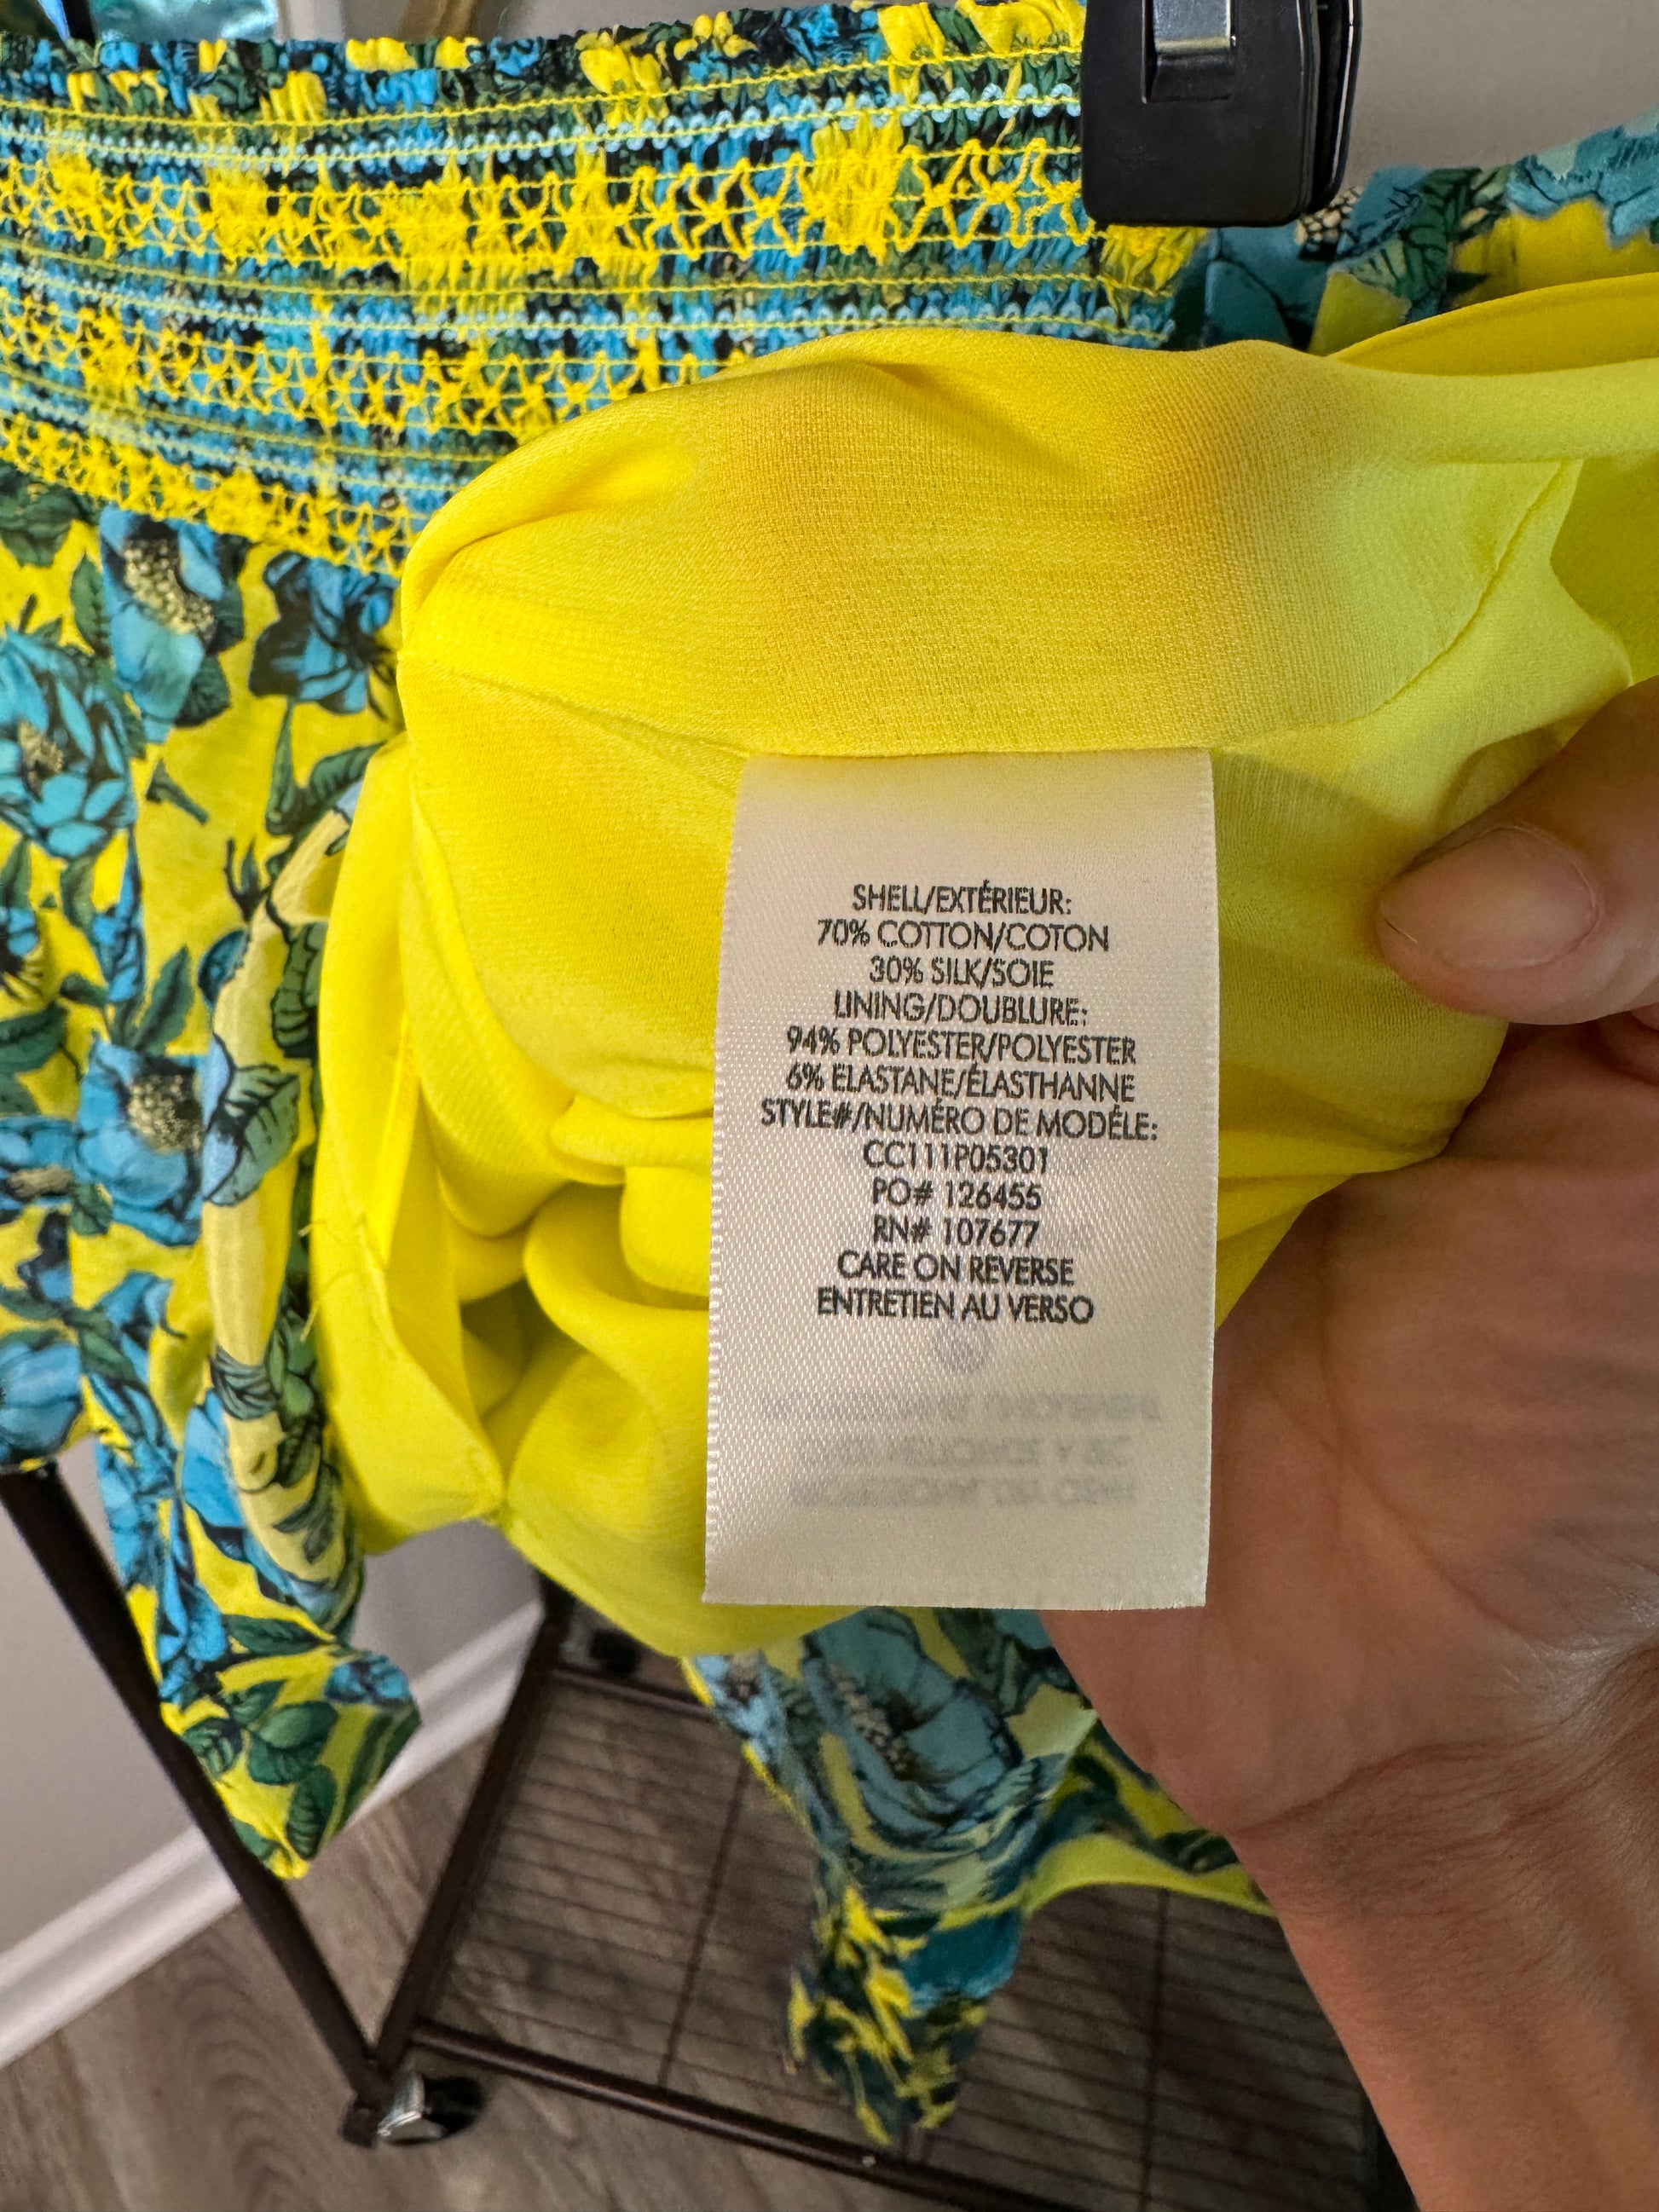 SHELL/EXTÉRIEUR:
70% COTTON/COTON
30% SILK/SOIE
LINING/DOUBLURE:
94% POLYESTER/POLYESTER
6% ELASTANE/ÉLASTHANNE
STYLE#/NUMÉRO DE MODÉLE:
CC111P05301
PO# 126455
RN# 107677
CARE ON REVERSE
ENTRETIEN AU VERSO